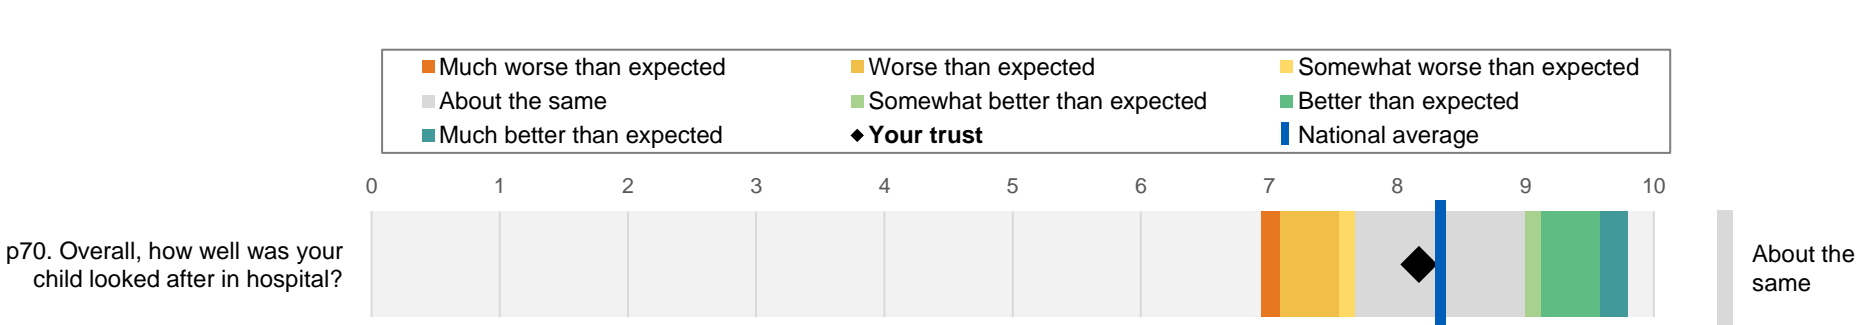 Much worse than expected Worse than expected Somewhat worse than expected
About the same Somewhat better than expected Better than expected
Much better than expected Your trust National average
0 1 2 3 4 5 6 7 8 9 10
p70. Overall, how well was your
child looked after in hospital?
About the
same